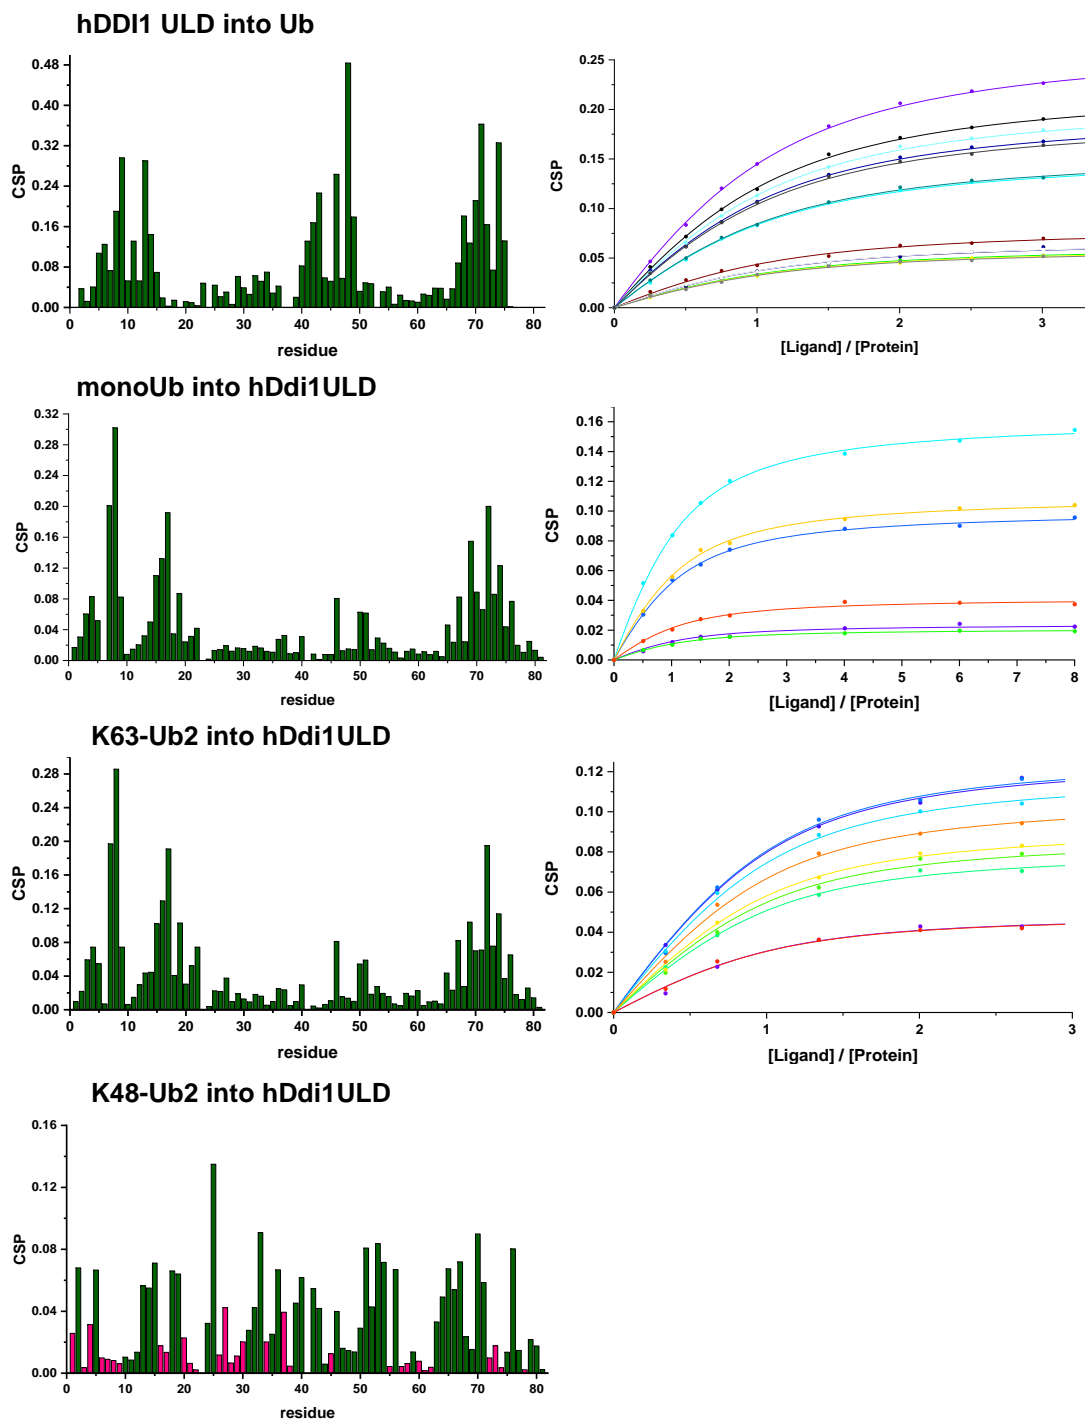 hDDI1 ULD into Ub
CSP
0.48
0.40
0.32
0.24
0.16
0.08
0.00
0 10 20 30 40 50 60 70 80
residue
CSP
0.25
0.20
0.15
0.10
0.05
0.00
0 1 2 3
[Ligand] / [Protein]
monoUb into hDdi1ULD
CSP
0.32
0.28
0.24
0.20
0.16
0.12
0.08
0.04
0.00
0 10 20 30 40 50 60 70 80
residue
CSP
0.16
0.14
0.12
0.10
0.08
0.06
0.04
0.02
0.00
0 1 2 4 6 7 8
[Ligand] / [Protein]
K63-Ub2 into hDdi1ULD
CSP
0.28
0.24
0.20
0.16
0.12
0.08
0.04
0.00
0 10 20 30 40 50 60 70 80
residue
CSP
0.12
0.10
0.08
0.06
0.04
0.02
0.00
0 1 2 3
[Ligand] / [Protein]
K48-Ub2 into hDdi1ULD
CSP
0.16
0.12
0.08
0.04
0.00
0 10 20 30 40 50 60 70 80
residue